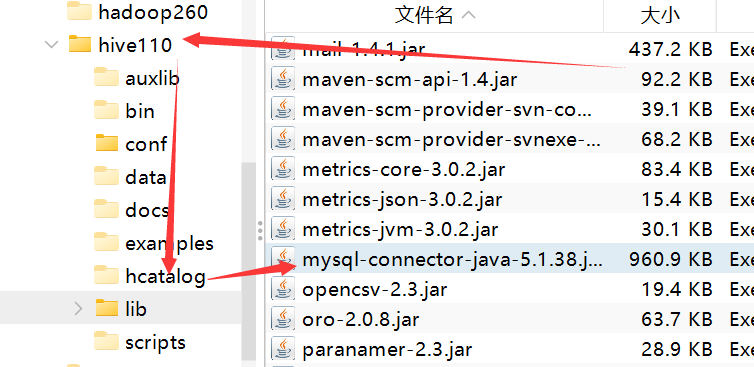 hadoop260
hive110
auxlib
bin
conf
data
docs
examples
hcatalog
lib
scripts
文件名 大小
mail-1.4.1.jar 437.2 KB Exe
maven-scm-api-1.4.jar 92.2 KB Exe
maven-scm-provider-svn-co... 39.1 KB Exe
maven-scm-provider-svnexe-... 68.2 KB Exe
metrics-core-3.0.2.jar 83.4 KB Exe
metrics-json-3.0.2.jar 15.4 KB Exe
metrics-jvm-3.0.2.jar 30.1 KB Exe
mysql-connector-java-5.1.38.j... 960.9 KB Exe
opencsv-2.3.jar 19.4 KB Exe
oro-2.0.8.jar 63.7 KB Exe
paranamer-2.3.jar 28.9 KB Exe